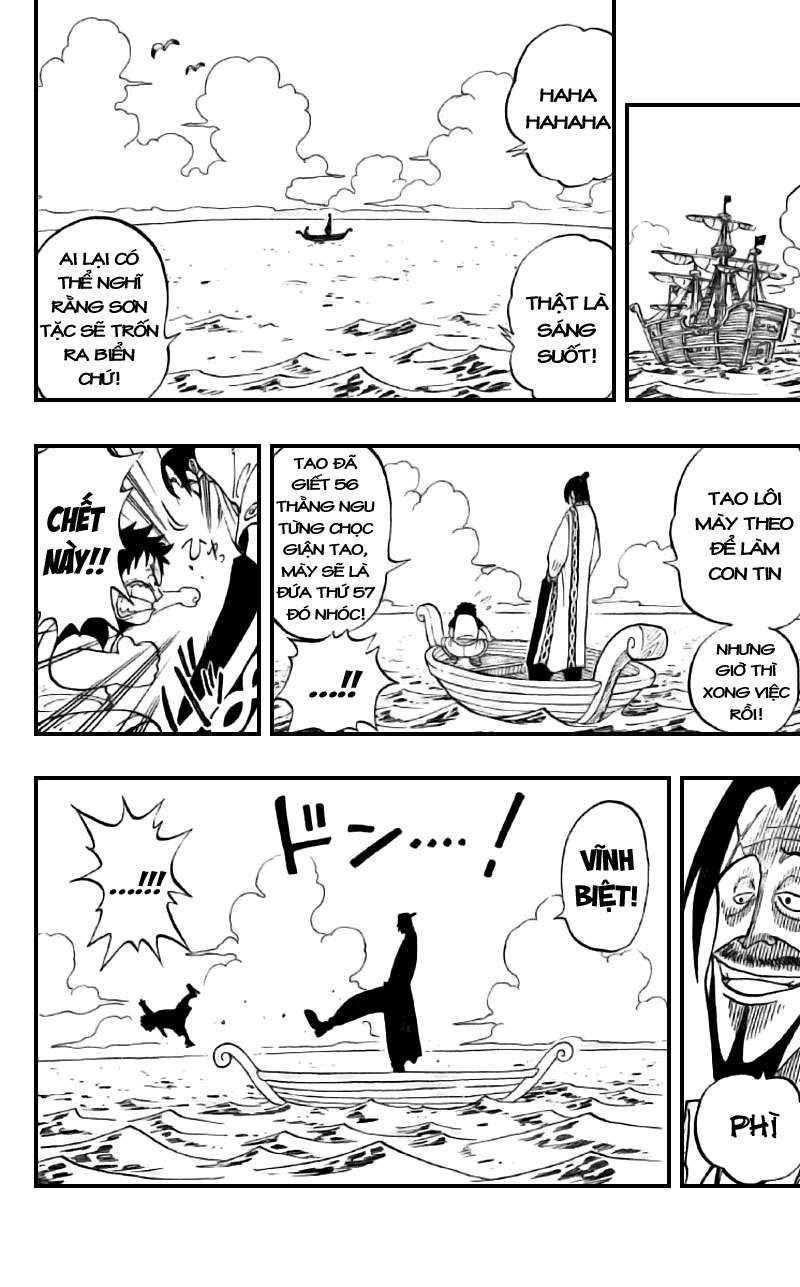 HAHA
HAHAHA
THẬT LÀ
SÁNG
SUỐT!
AI LẠI CÓ
THỂ NGHĨ
RẰNG SƠN
TẶC SẼ TRỐN
RA BIỂN
CHỨ!
TAO LÔI
MÀY THEO
ĐỂ LÀM
CON TIN
NHƯNG
GIỜ THÌ
XONG VIỆC
RỒI!
TAO ĐÃ
GIẾT 56
THẰNG NGU
TỪNG CHỌC
GIẬN TAO,
MÀY SẼ LÀ
ĐỨA THỨ 57
ĐÓ NHÓC!
...!!
CHẾT
NÀY!!
PHÌ
VĨNH
BIỆT!
ドン....!
...!!!